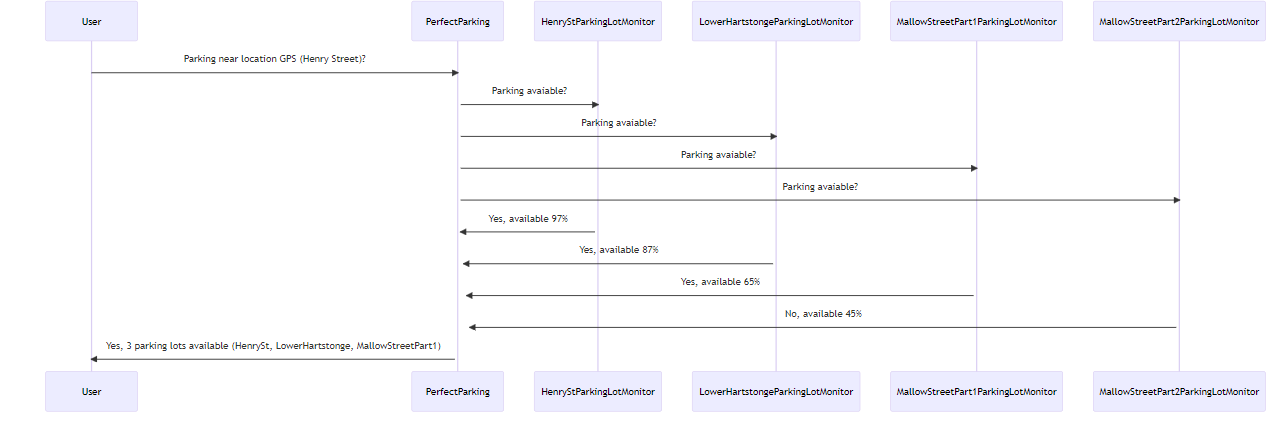 User PerfectParking HenryStParkingLotMonitor LowerHartstongeParkingLotMonitor MallowStreetPart1ParkingLotMonitor MallowStreetPart2ParkingLotMonitor
Parking near location GPS (Henry Street)?
Parking avaiable?
Parking avaiable?
Parking avaiable?
Parking avaiable?
Yes, available 97%
Yes, available 87%
Yes, available 65%
No, available 45%
Yes, 3 parking lots available (HenrySt, LowerHartstonge, MallowStreetPart1)
User PerfectParking HenryStParkingLotMonitor LowerHartstongeParkingLotMonitor MallowStreetPart1ParkingLotMonitor MallowStreetPart2ParkingLotMonitor